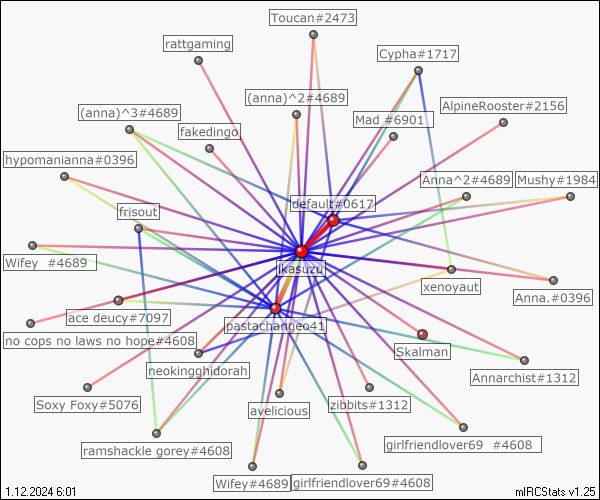 Toucan#2473
rattgaming
Cypha#1717
(anna)^2#4689
AlpineRooster#2156
(anna)^3#4689
Mad #6901
fakedingo
hypomanianna#0396
Anna^2#4689
Mushy#1984
default#0617
frisout
Wifey  #4689
ikasuzu
xenoyaut
Anna.#0396
ace deucy#7097
pastachangeo41
no cops no laws no hope#4608
Skalman
neokingghidorah
Annarchist#1312
Soxy Foxy#5076
avelicious
zibbits#1312
ramshackle gorey#4608
girlfriendlover69  #4608
Wifey#4689
girlfriendlover69#4608
1.12.2024 6:01
mIRCStats v1.25